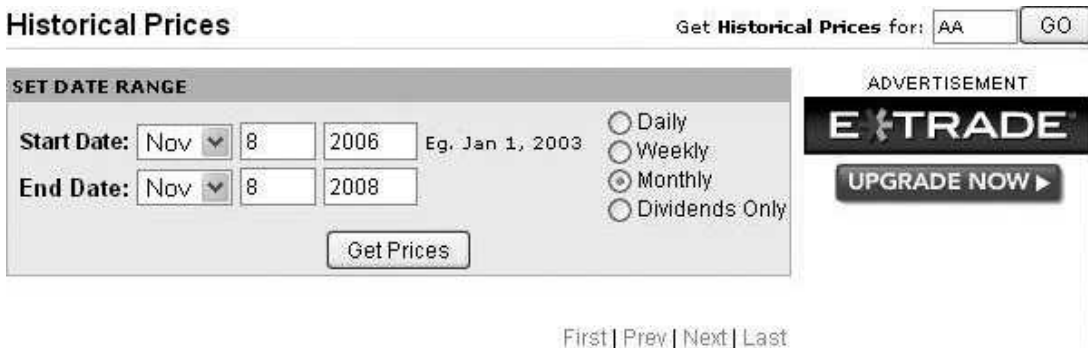 Historical Prices
Get Historical Prices for: AA GO
SET DATE RANGE
Start Date: Nov 8 2006 Eg. Jan 1, 2003
End Date: Nov 8 2008
Daily
Weekly
Monthly
Dividends Only
Get Prices
First | Prev | Next | Last
ADVERTISEMENT
E*TRADE
UPGRADE NOW